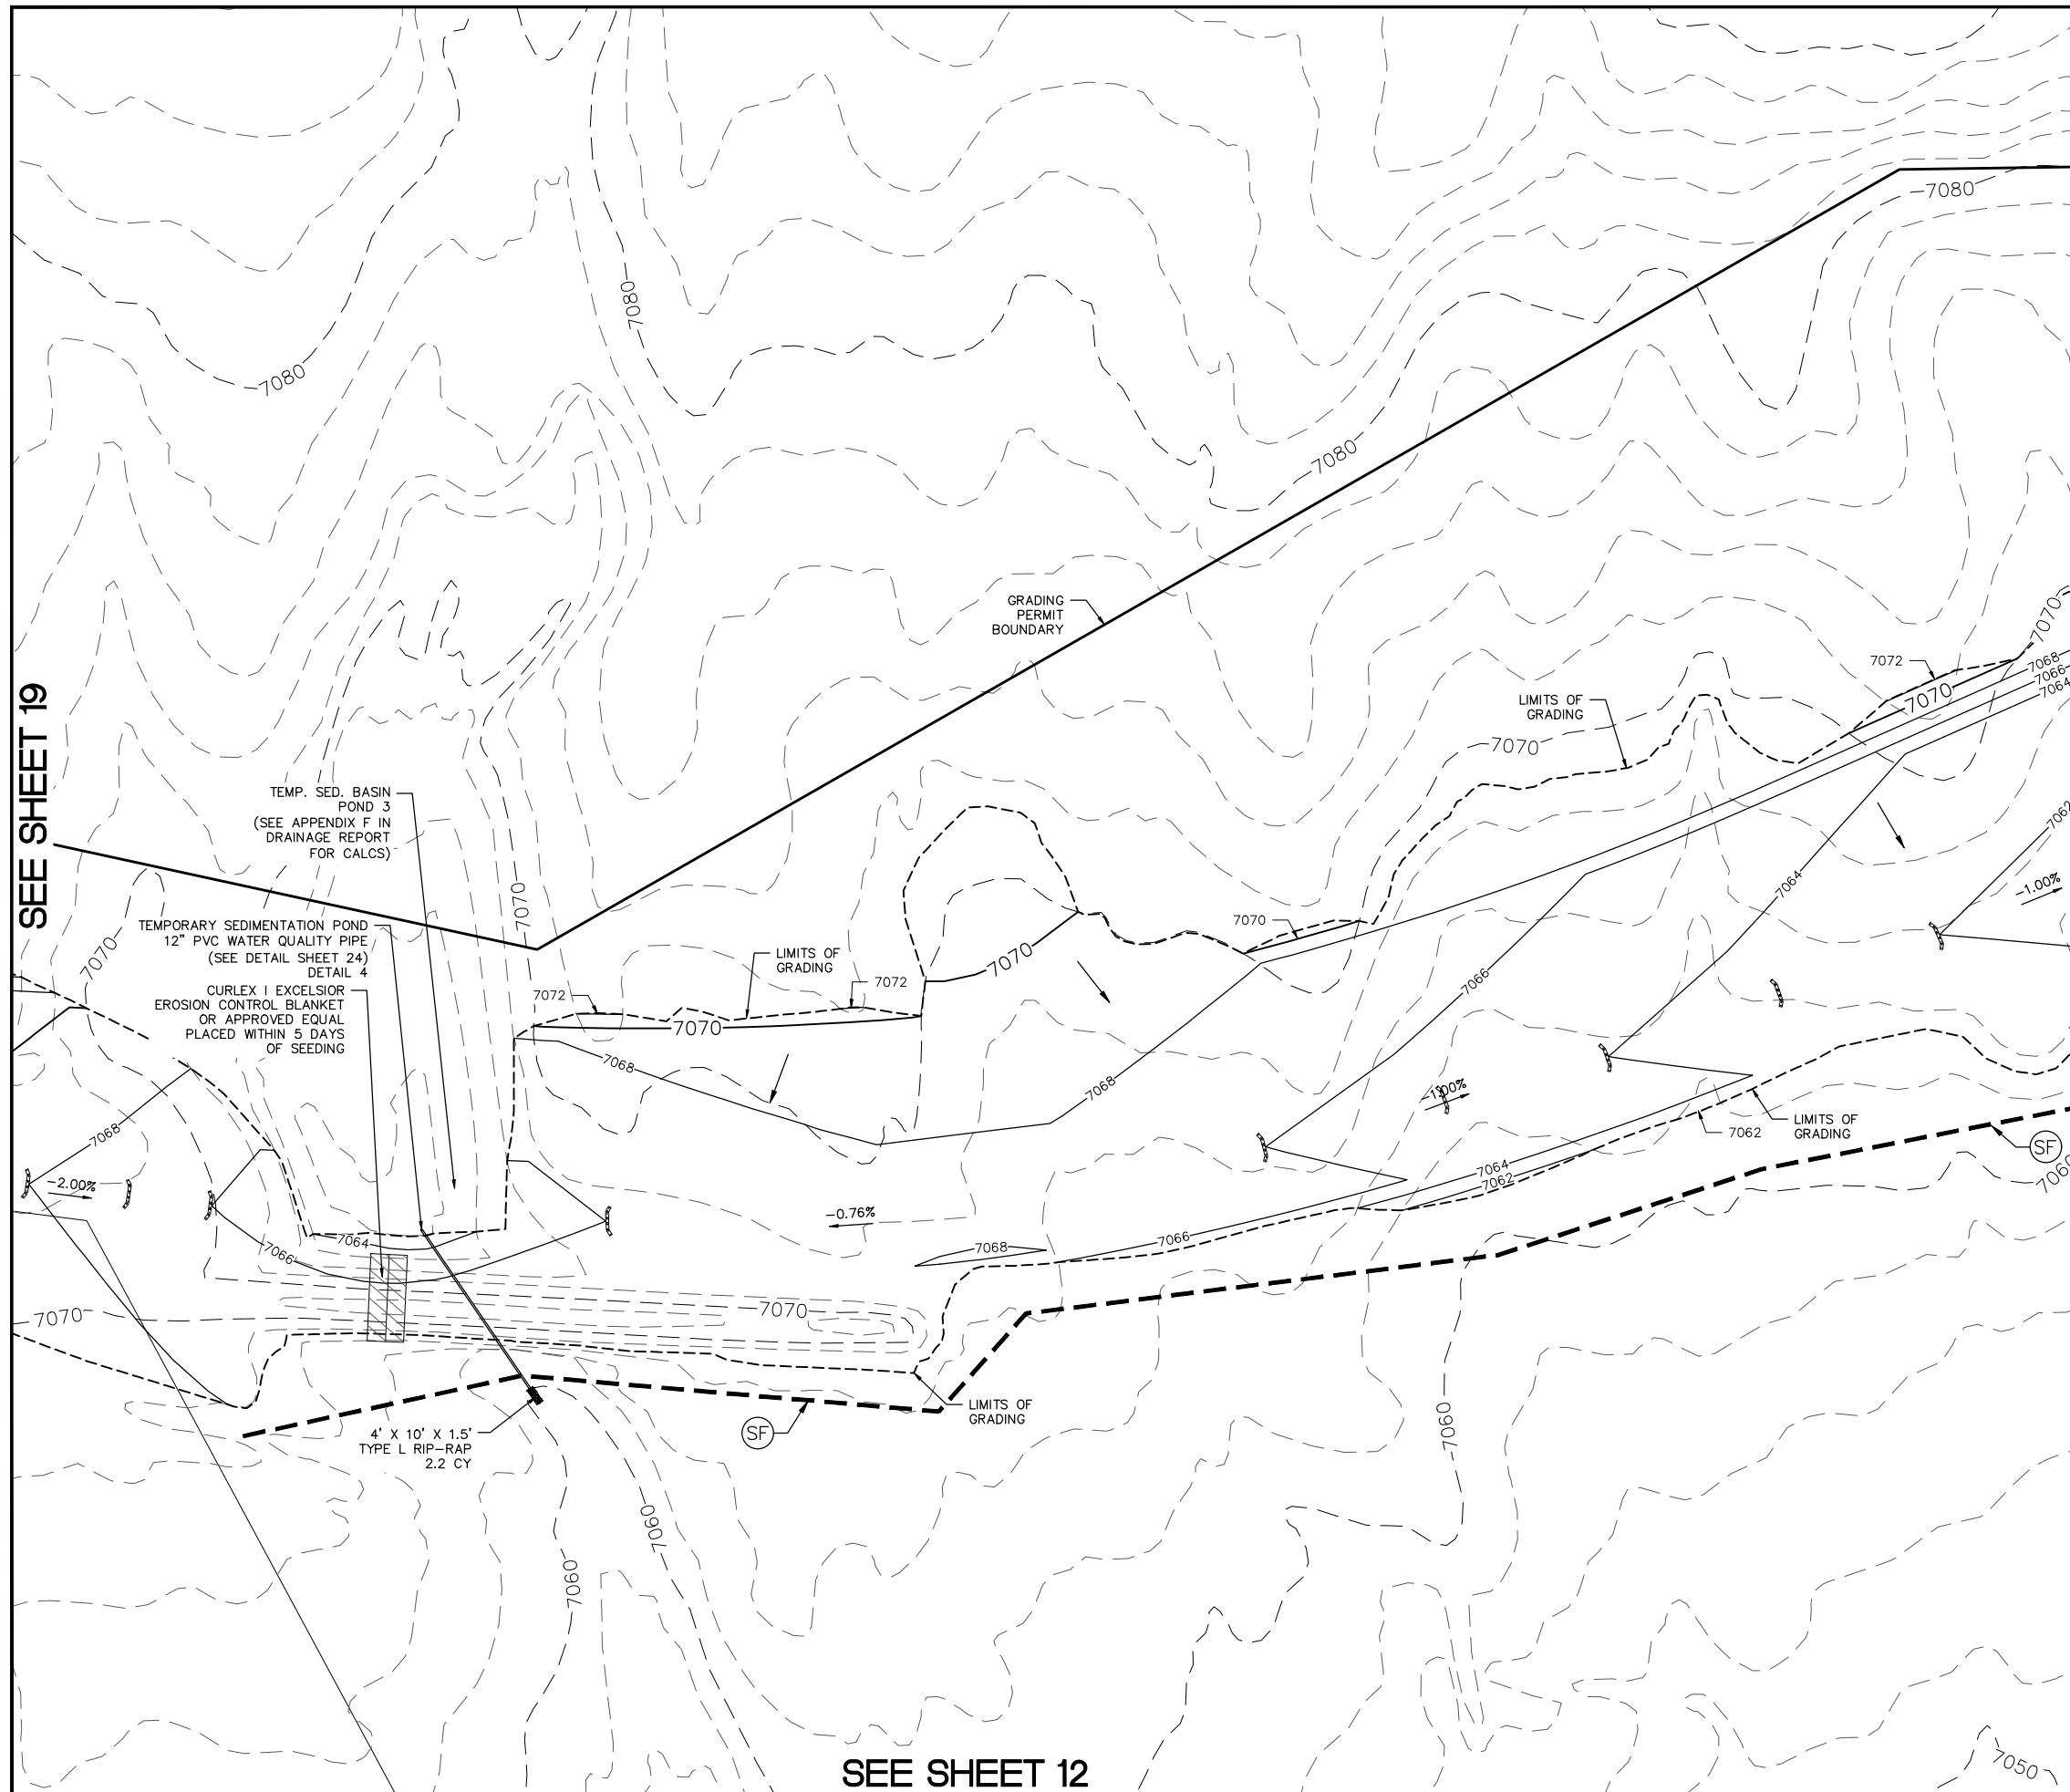 7080
7080
7080
7080
GRADING
PERMIT
BOUNDARY
7070
7072
7068
7066
7064
7070
LIMITS OF
GRADING
7070
SEE SHEET 19
TEMP. SED. BASIN
POND 3
(SEE APPENDIX F IN
DRAINAGE REPORT
FOR CALCS)
7062
7064
-1.00%
7070
7070
TEMPORARY SEDIMENTATION POND
12" PVC WATER QUALITY PIPE
(SEE DETAIL SHEET 24)
DETAIL 4
7070
LIMITS OF
GRADING
7070
7072
7066
CURLEX I EXCELSIOR
EROSION CONTROL BLANKET
OR APPROVED EQUAL
PLACED WITHIN 5 DAYS
OF SEEDING
7072
7070
7068
7068
-1.00%
LIMITS OF
GRADING
7062
SF
7068
7064
7062
7060
-2.00%
-0.76%
7064
7066
7068
7066
7070
7070
LIMITS OF
GRADING
SF
4' X 10' X 1.5'
TYPE L RIP-RAP
2.2 CY
7060
7060
7060
7050
SEE SHEET 12